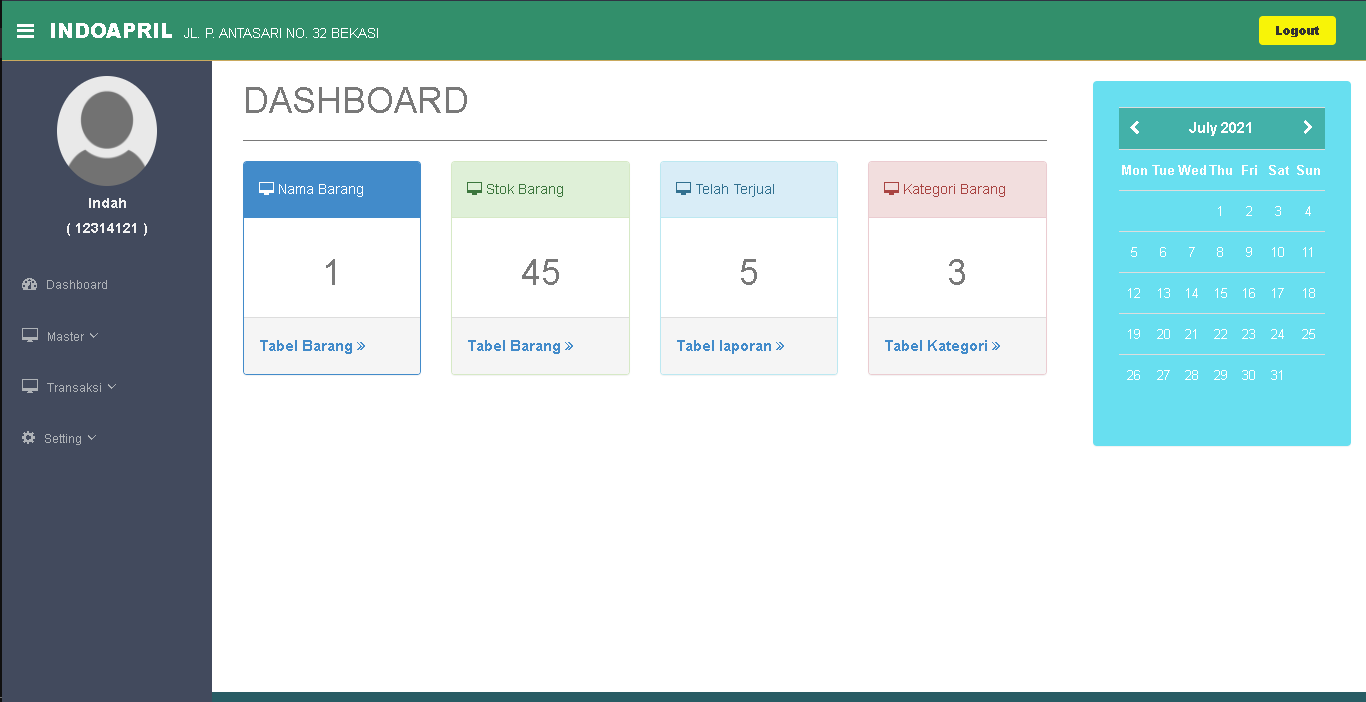 INDOAPRIL JL. P. ANTASARI NO. 32 BEKASI
Logout
Indah
( 12314121 )
Dashboard
Master
Transaksi
Setting
DASHBOARD
Nama Barang
1
Tabel Barang »
Stok Barang
45
Tabel Barang »
Telah Terjual
5
Tabel laporan »
Kategori Barang
3
Tabel Kategori »
July 2021
Mon Tue Wed Thu Fri Sat Sun
1 2 3 4
5 6 7 8 9 10 11
12 13 14 15 16 17 18
19 20 21 22 23 24 25
26 27 28 29 30 31